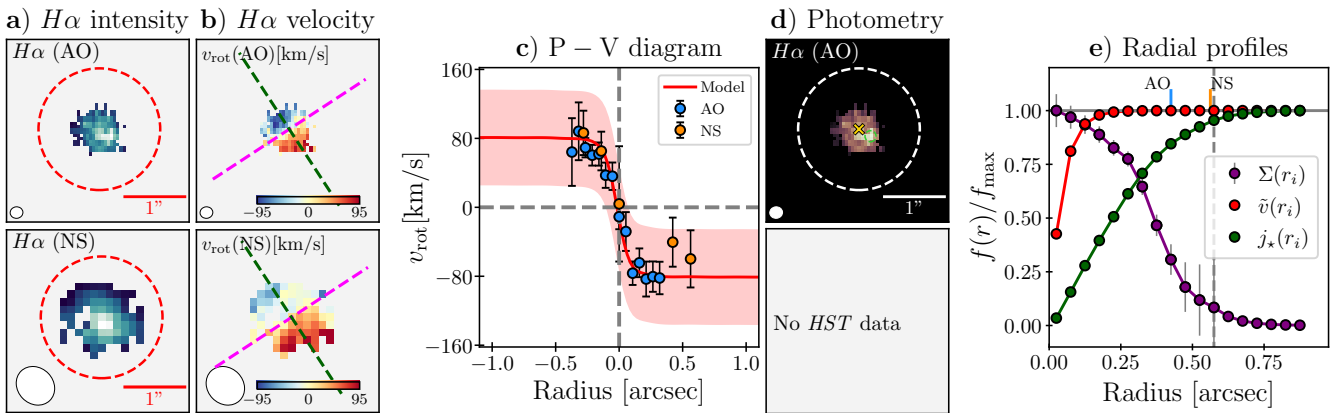 a) Hα intensity
b) Hα velocity
c) P − V diagram
d) Photometry
e) Radial profiles
Hα (AO)
1”
v_rot(AO)[km/s]
−95 0 95
Hα (NS)
1”
v_rot(NS)[km/s]
−95 0 95
v_rot[km/s]
160
80
0
−80
−160
Model
AO
NS
−1.0 −0.5 0.0 0.5 1.0
Radius [arcsec]
Hα (AO)
1”
No HST data
f(r)/f_max
AO NS
1.00
0.75
0.50
0.25
0.00
Σ(r_i)
ṽ(r_i)
j_⋆(r_i)
0.00 0.25 0.50 0.75
Radius [arcsec]